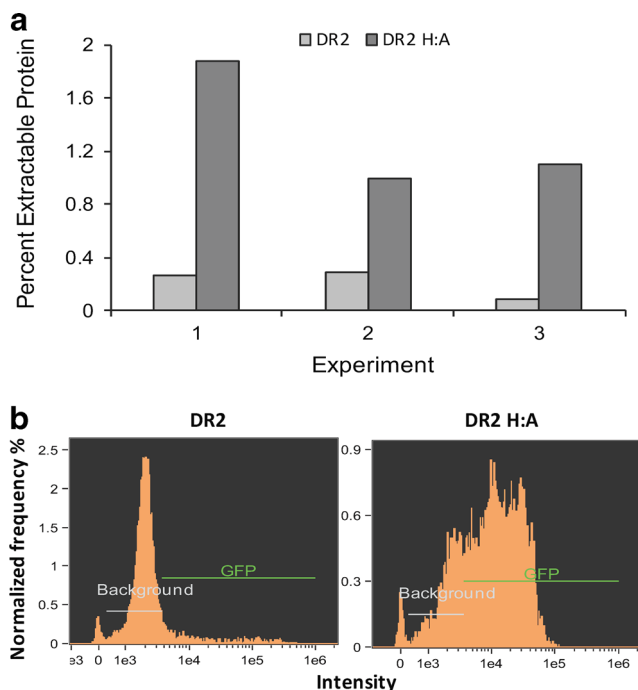 a
DR2 DR2 H:A
Percent Extractable Protein
2
1.6
1.2
0.8
0.4
0
1 2 3
Experiment
b
DR2
DR2 H:A
Normalized frequency %
2.5
2
1.5
1
0.5
0
GFP
Background
e3 0 1e3 1e4 1e5 1e6
0.9
0.6
0.3
0
GFP
Background
0 1e3 1e4 1e5 1e6
Intensity